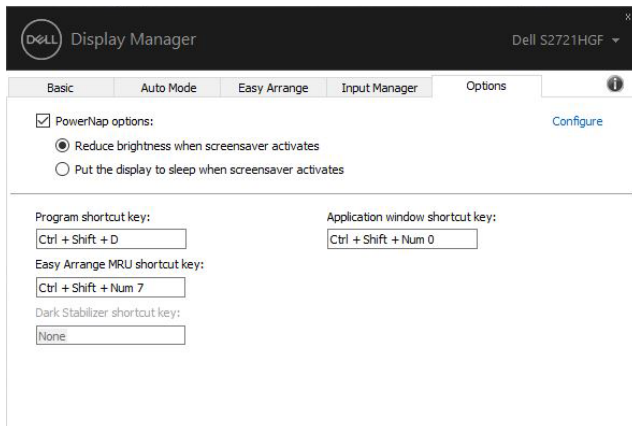 DELL Display Manager
Dell S2721HGF
Basic Auto Mode Easy Arrange Input Manager Options
PowerNap options: Configure
Reduce brightness when screensaver activates
Put the display to sleep when screensaver activates
Program shortcut key: Application window shortcut key:
Ctrl + Shift + D Ctrl + Shift + Num 0
Easy Arrange MRU shortcut key:
Ctrl + Shift + Num 7
Dark Stabilizer shortcut key:
None